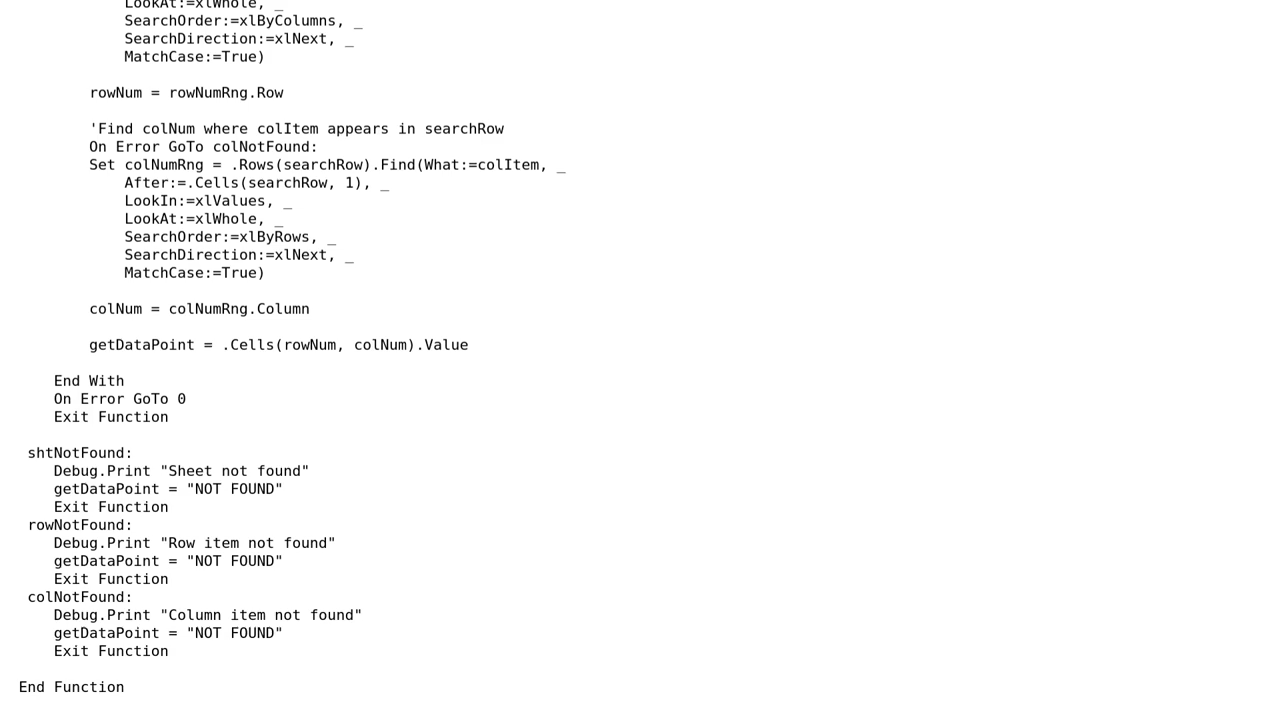 LookAt:=xlWhole, _
SearchOrder:=xlByColumns, _
SearchDirection:=xlNext, _
MatchCase:=True)
rowNum = rowNumRng.Row
'Find colNum where colItem appears in searchRow
On Error GoTo colNotFound:
Set colNumRng = .Rows(searchRow).Find(What:=colItem, _
After:=.Cells(searchRow, 1), _
LookIn:=xlValues, _
LookAt:=xlWhole, _
SearchOrder:=xlByRows, _
SearchDirection:=xlNext, _
MatchCase:=True)
colNum = colNumRng.Column
getDataPoint = .Cells(rowNum, colNum).Value
End With
On Error GoTo 0
Exit Function
shtNotFound:
Debug.Print "Sheet not found"
getDataPoint = "NOT FOUND"
Exit Function
rowNotFound:
Debug.Print "Row item not found"
getDataPoint = "NOT FOUND"
Exit Function
colNotFound:
Debug.Print "Column item not found"
getDataPoint = "NOT FOUND"
Exit Function
End Function